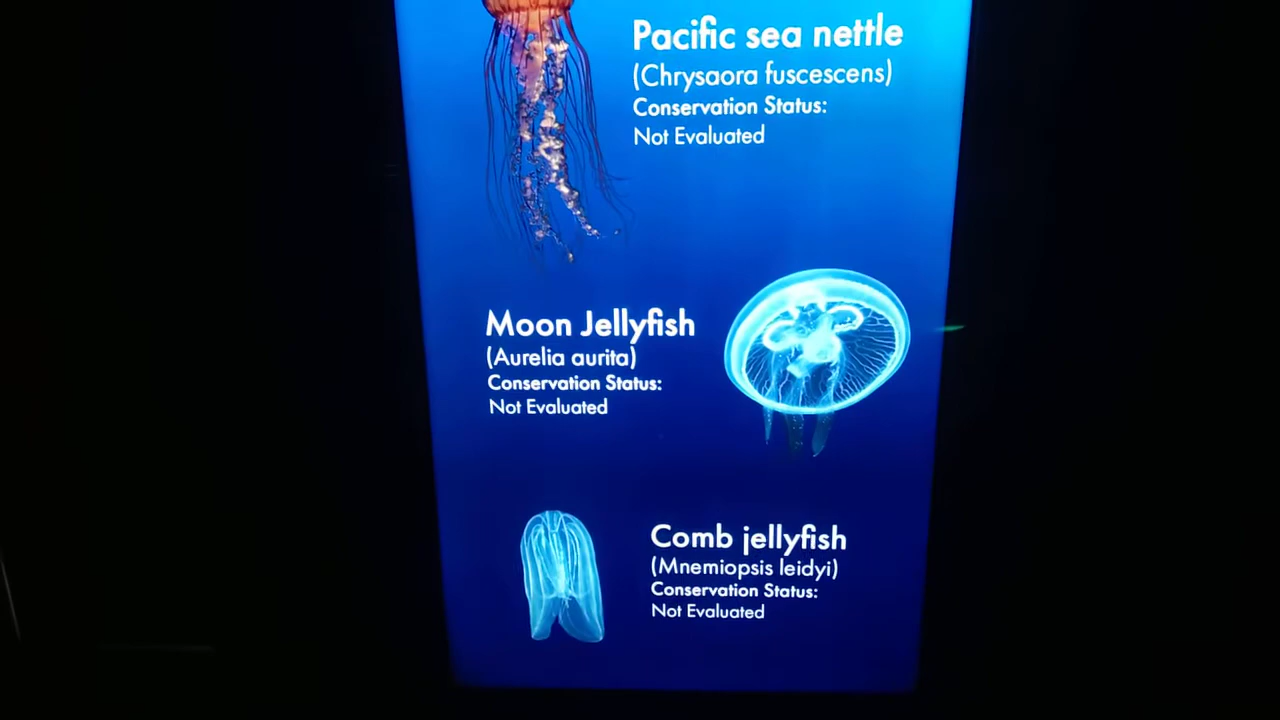 Pacific sea nettle
(Chrysaora fuscescens)
Conservation Status:
Not Evaluated
Moon Jellyfish
(Aurelia aurita)
Conservation Status:
Not Evaluated
Comb jellyfish
(Mnemiopsis leidyi)
Conservation Status:
Not Evaluated